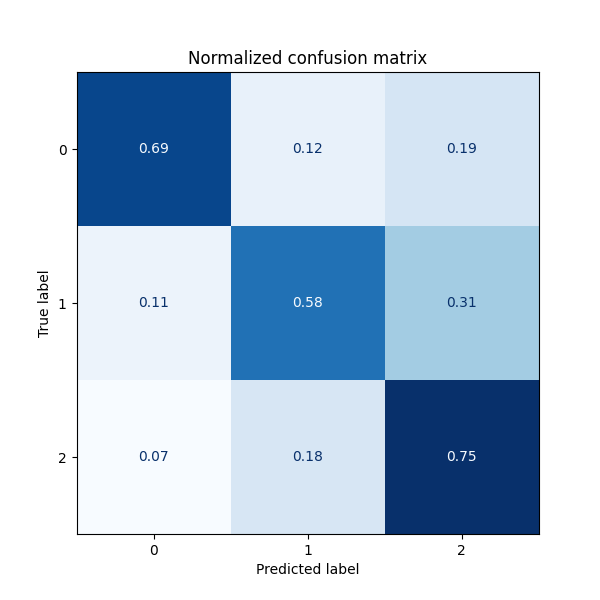 Normalized confusion matrix
0 0.69 0.12 0.19
True label
1 0.11 0.58 0.31
2 0.07 0.18 0.75
0 1 2
Predicted label